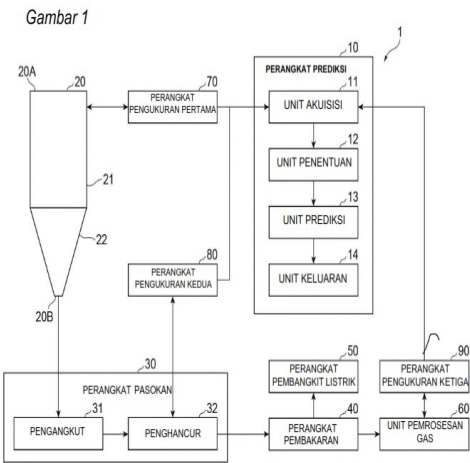 Gambar 1
1
10
PERANGKAT PREDIKSI
20A
20
70
PERANGKAT
PENGUKURAN PERTAMA
11
UNIT AKUISISI
12
UNIT PENENTUAN
21
13
UNIT PREDIKSI
22
80
PERANGKAT
PENGUKURAN KEDUA
14
UNIT KELUARAN
20B
30
PERANGKAT PASOKAN
50
PERANGKAT
PEMBANGKIT LISTRIK
90
PERANGKAT
PENGUKURAN KETIGA
31
PENGANGKUT
32
PENGHANCUR
40
PERANGKAT
PEMBAKARAN
60
UNIT PEMROSESAN
GAS